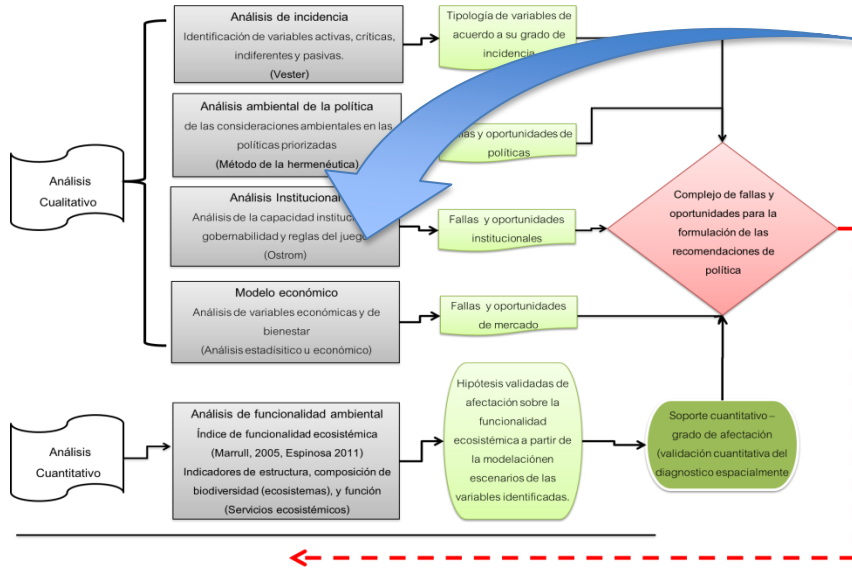 Análisis de incidencia
Identificación de variables activas, críticas,
indiferentes y pasivas.
(Vester)
Tipología de variables de
acuerdo a su grado de
incidencia
Análisis ambiental de la política
de las consideraciones ambientales en las
políticas priorizadas
(Método de la hermenéutica)
y oportunidades de
políticas
Análisis
Cualitativo
Análisis Institucional
Análisis de la capacidad
gobernabilidad y reglas del
(Ostrom)
Fallas y oportunidades
institucionales
Complejo de fallas y
oportunidades para la
formulación de las
recomendaciones de
política
Modelo económico
Análisis de variables económicas y de
bienestar
(Análisis estadísitico u económico)
Fallas y oportunidades
de mercado
Análisis
Cuantitativo
Análisis de funcionalidad ambiental
Índice de funcionalidad ecosistémica
(Marrull, 2005, Espinosa 2011)
Indicadores de estructura, composición de
biodiversidad (ecosistemas), y función
(Servicios ecosistémicos)
Hipótesis validadas de
afectación sobre la
funcionalidad
ecosistémica a partir de
la modelaciónen
escenarios de las
variables identificadas.
Soporte cuantitativo –
grado de afectación
(validación cuantitativa del
diagnostico espacialmente